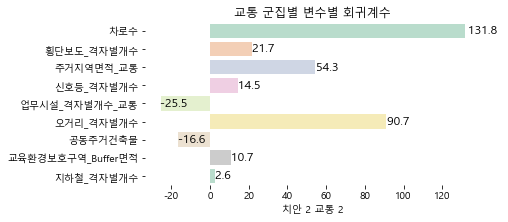 교통 군집별 변수별 회귀계수
차로수 131.8
횡단보도_격자별개수 21.7
주거지역면적_교통 54.3
신호등_격자별개수 14.5
업무시설_격자별개수_교통 -25.5
오거리_격자별개수 90.7
공동주거건축물 -16.6
교육환경보호구역_Buffer면적 10.7
지하철_격자별개수 2.6
-20 0 20 40 60 80 100 120
치안 2 교통 2